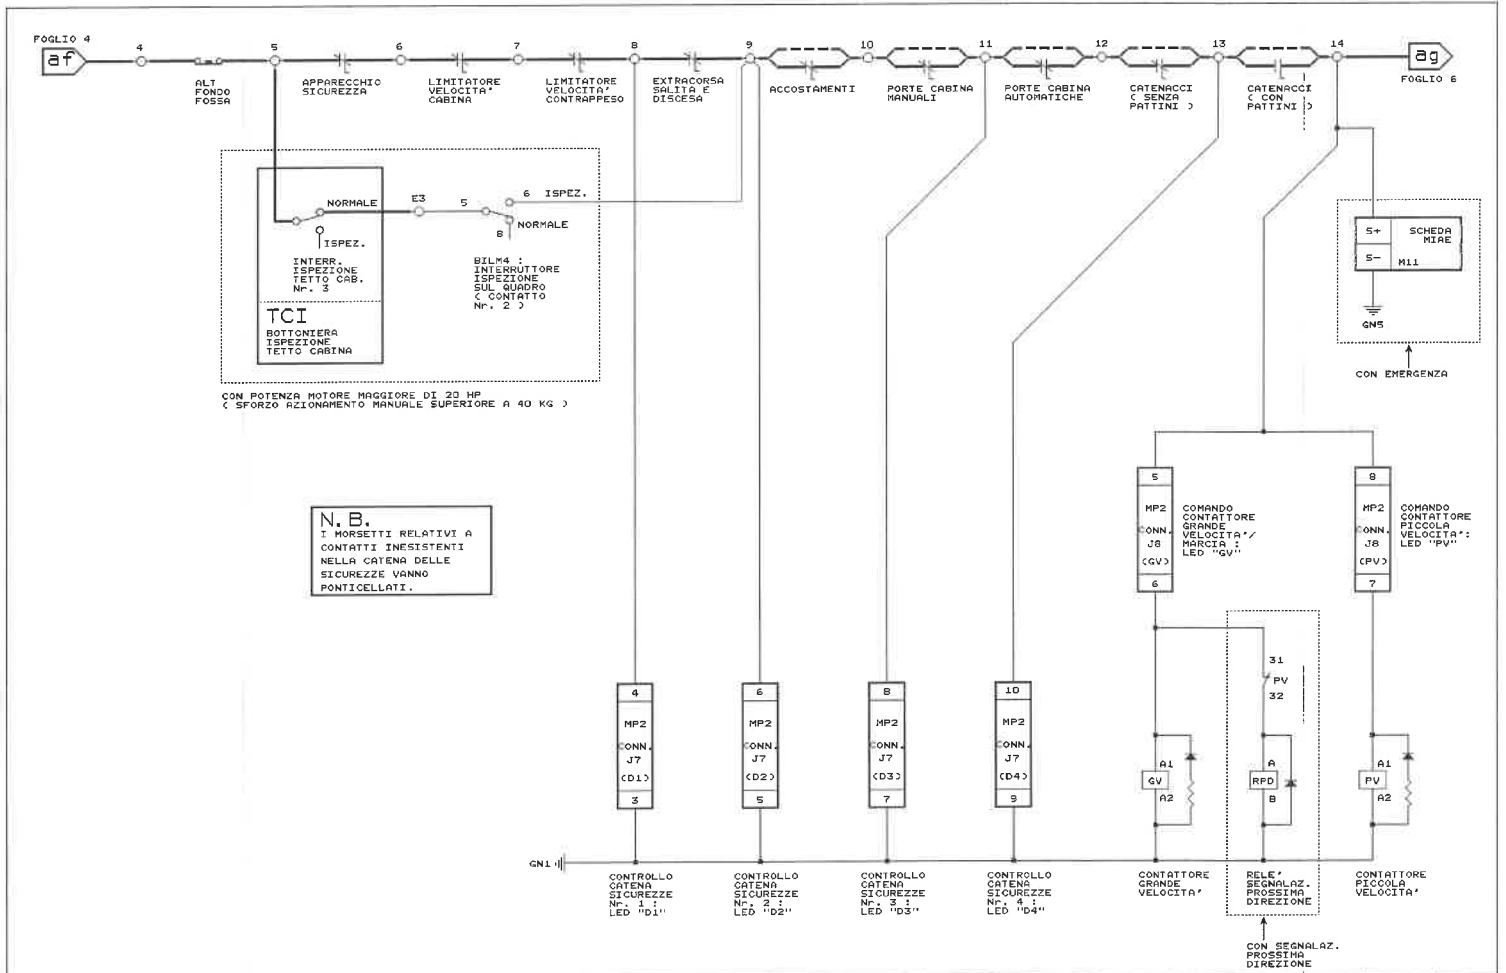 FOGLIO 4
af
4
5
6
7
8
9
10
11
12
13
14
ag
FOGLIO 6
ALT
FONDO
FOSSA
APPARECCHIO
SICUREZZA
LIMITATORE
VELOCITA'
CABINA
LIMITATORE
VELOCITA'
CONTRAPPESO
EXTRACORSA
SALITA E
DISCESA
ACCOSTAMENTI
PORTE CABINA
MANUALI
PORTE CABINA
AUTOMATICHE
CATENACCI
( SENZA
PATTINI )
CATENACCI
( CON
PATTINI )
NORMALE
ISPEZ.
E3
5
6 ISPEZ.
NORMALE
8
INTERR.
ISPEZIONE
TETTO CAB.
Nr. 3
BILM4 :
INTERRUTTORE
ISPEZIONE
SUL QUADRO
( CONTATTO
Nr. 2 )
TCI
BOTTONIERA
ISPEZIONE
TETTO CABINA
CON POTENZA MOTORE MAGGIORE DI 20 HP
( SFORZO AZIONAMENTO MANUALE SUPERIORE A 40 KG )
S+
S-
SCHEDA
MIAE
M11
GN5
CON EMERGENZA
N. B.
I MORSETTI RELATIVI A
CONTATTI INESISTENTI
NELLA CATENA DELLE
SICUREZZE VANNO
PONTICELLATI.
5
MP2
CONN.
J8
(GV)
6
COMANDO
CONTATTORE
GRANDE
VELOCITA'/
MARCIA :
LED "GV"
8
MP2
CONN.
J8
(PV)
7
COMANDO
CONTATTORE
PICCOLA
VELOCITA':
LED "PV"
31
PV
32
4
MP2
CONN.
J7
(D1)
3
6
MP2
CONN.
J7
(D2)
5
8
MP2
CONN.
J7
(D3)
7
10
MP2
CONN.
J7
(D4)
9
A1
GV
A2
A
RPD
B
A1
PV
A2
GN1
CONTROLLO
CATENA
SICUREZZE
Nr. 1 :
LED "D1"
CONTROLLO
CATENA
SICUREZZE
Nr. 2 :
LED "D2"
CONTROLLO
CATENA
SICUREZZE
Nr. 3 :
LED "D3"
CONTROLLO
CATENA
SICUREZZE
Nr. 4 :
LED "D4"
CONTATTORE
GRANDE
VELOCITA'
RELE'
SEGNALAZ.
PROSSIMA
DIREZIONE
CONTATTORE
PICCOLA
VELOCITA'
CON SEGNALAZ.
PROSSIMA
DIREZIONE